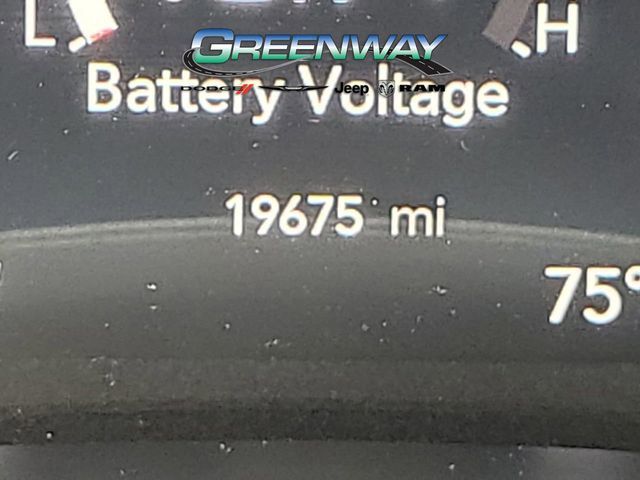 L H
GREENWAY
DODGE Jeep RAM
Battery Voltage
19675 mi
75°